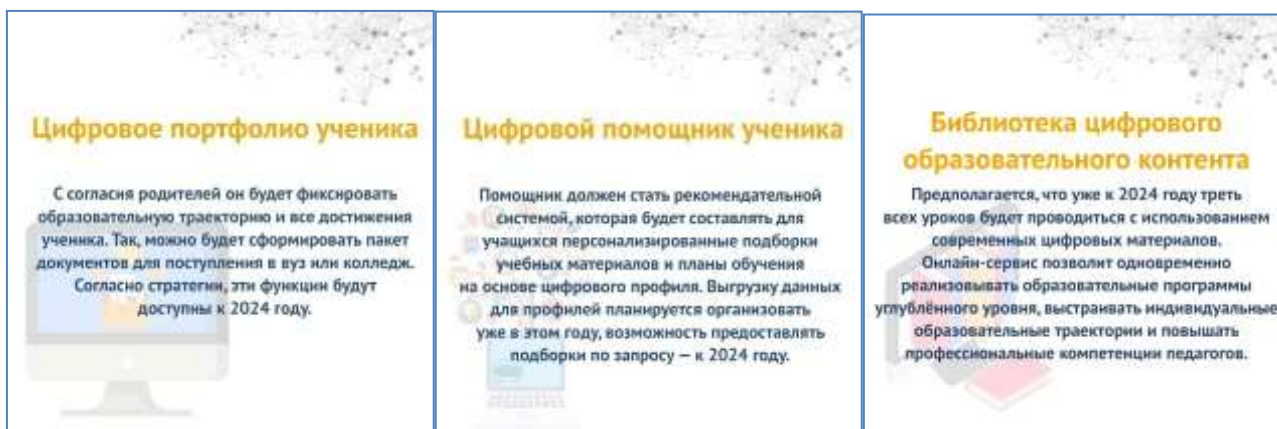 Цифровое портфолио ученика
С согласия родителей он будет фиксировать
образовательную траекторию и все достижения
ученика. Так, можно будет сформировать пакет
документов для поступления в вуз или колледж.
Согласно стратегии, эти функции будут
доступны к 2024 году.
Цифровой помощник ученика
Помощник должен стать рекомендательной
системой, которая будет составлять для
учащихся персонализированные подборки
учебных материалов и планы обучения
на основе цифрового профиля. Выгрузку данных
для профилей планируется организовать
уже в этом году, возможность предоставлять
подборки по запросу — к 2024 году.
Библиотека цифрового
образовательного контента
Предполагается, что уже к 2024 году треть
всех уроков будет проводиться с использованием
современных цифровых материалов.
Онлайн-сервис позволит одновременно
реализовывать образовательные программы
углублённого уровня, выстраивать индивидуальные
образовательные траектории и повышать
профессиональные компетенции педагогов.